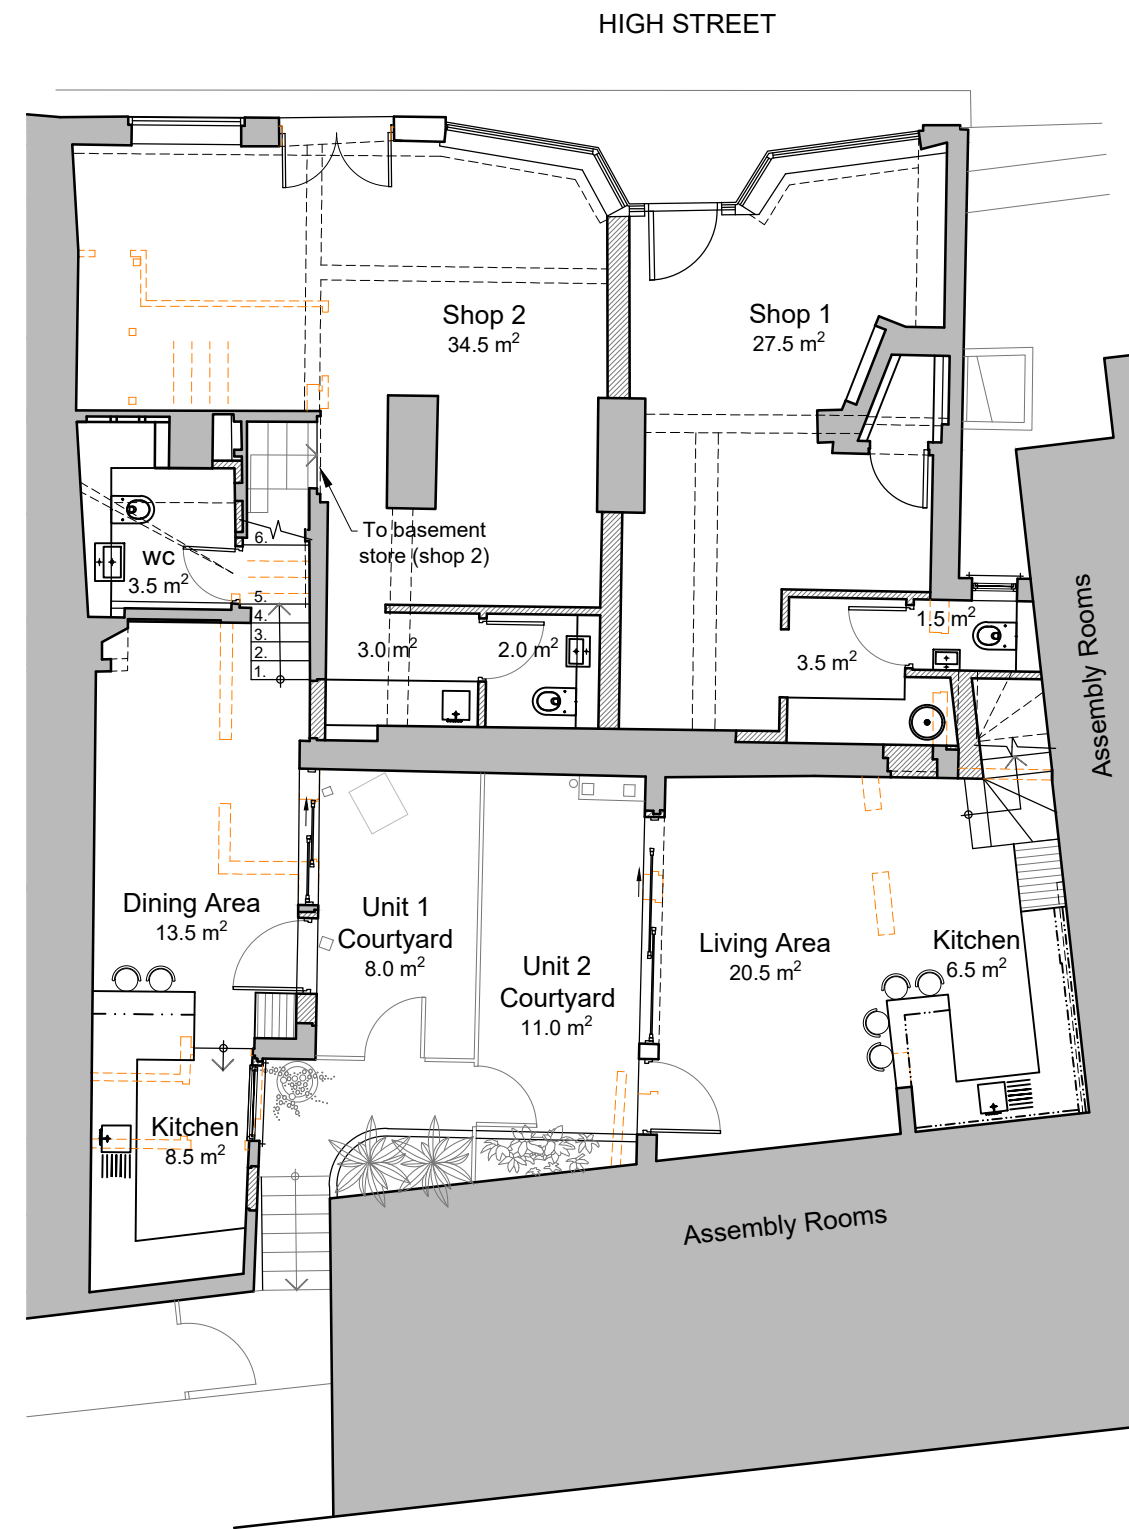 HIGH STREET
Shop 2
34.5 m²
Shop 1
27.5 m²
To basement
store (shop 2)
6.
wc
3.5 m²
5.
4.
3.
2.
1.
3.0 m²
2.0 m²
1.5 m²
3.5 m²
Assembly Rooms
Dining Area
13.5 m²
Unit 1
Courtyard
8.0 m²
Unit 2
Courtyard
11.0 m²
Living Area
20.5 m²
Kitchen
6.5 m²
Kitchen
8.5 m²
Assembly Rooms